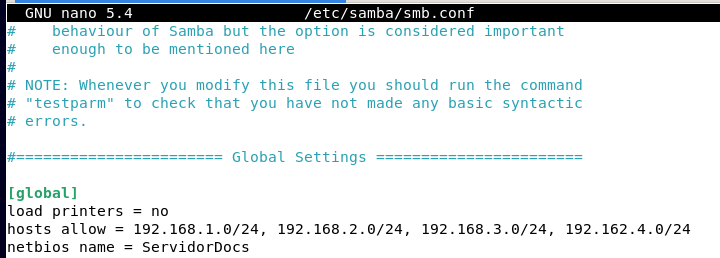 GNU nano 5.4 /etc/samba/smb.conf
# behaviour of Samba but the option is considered important
# enough to be mentioned here
#
# NOTE: Whenever you modify this file you should run the command
# "testparm" to check that you have not made any basic syntactic
# errors.
#======================= Global Settings =======================
[global]
load printers = no
hosts allow = 192.168.1.0/24, 192.168.2.0/24, 192.168.3.0/24, 192.162.4.0/24
netbios name = ServidorDocs